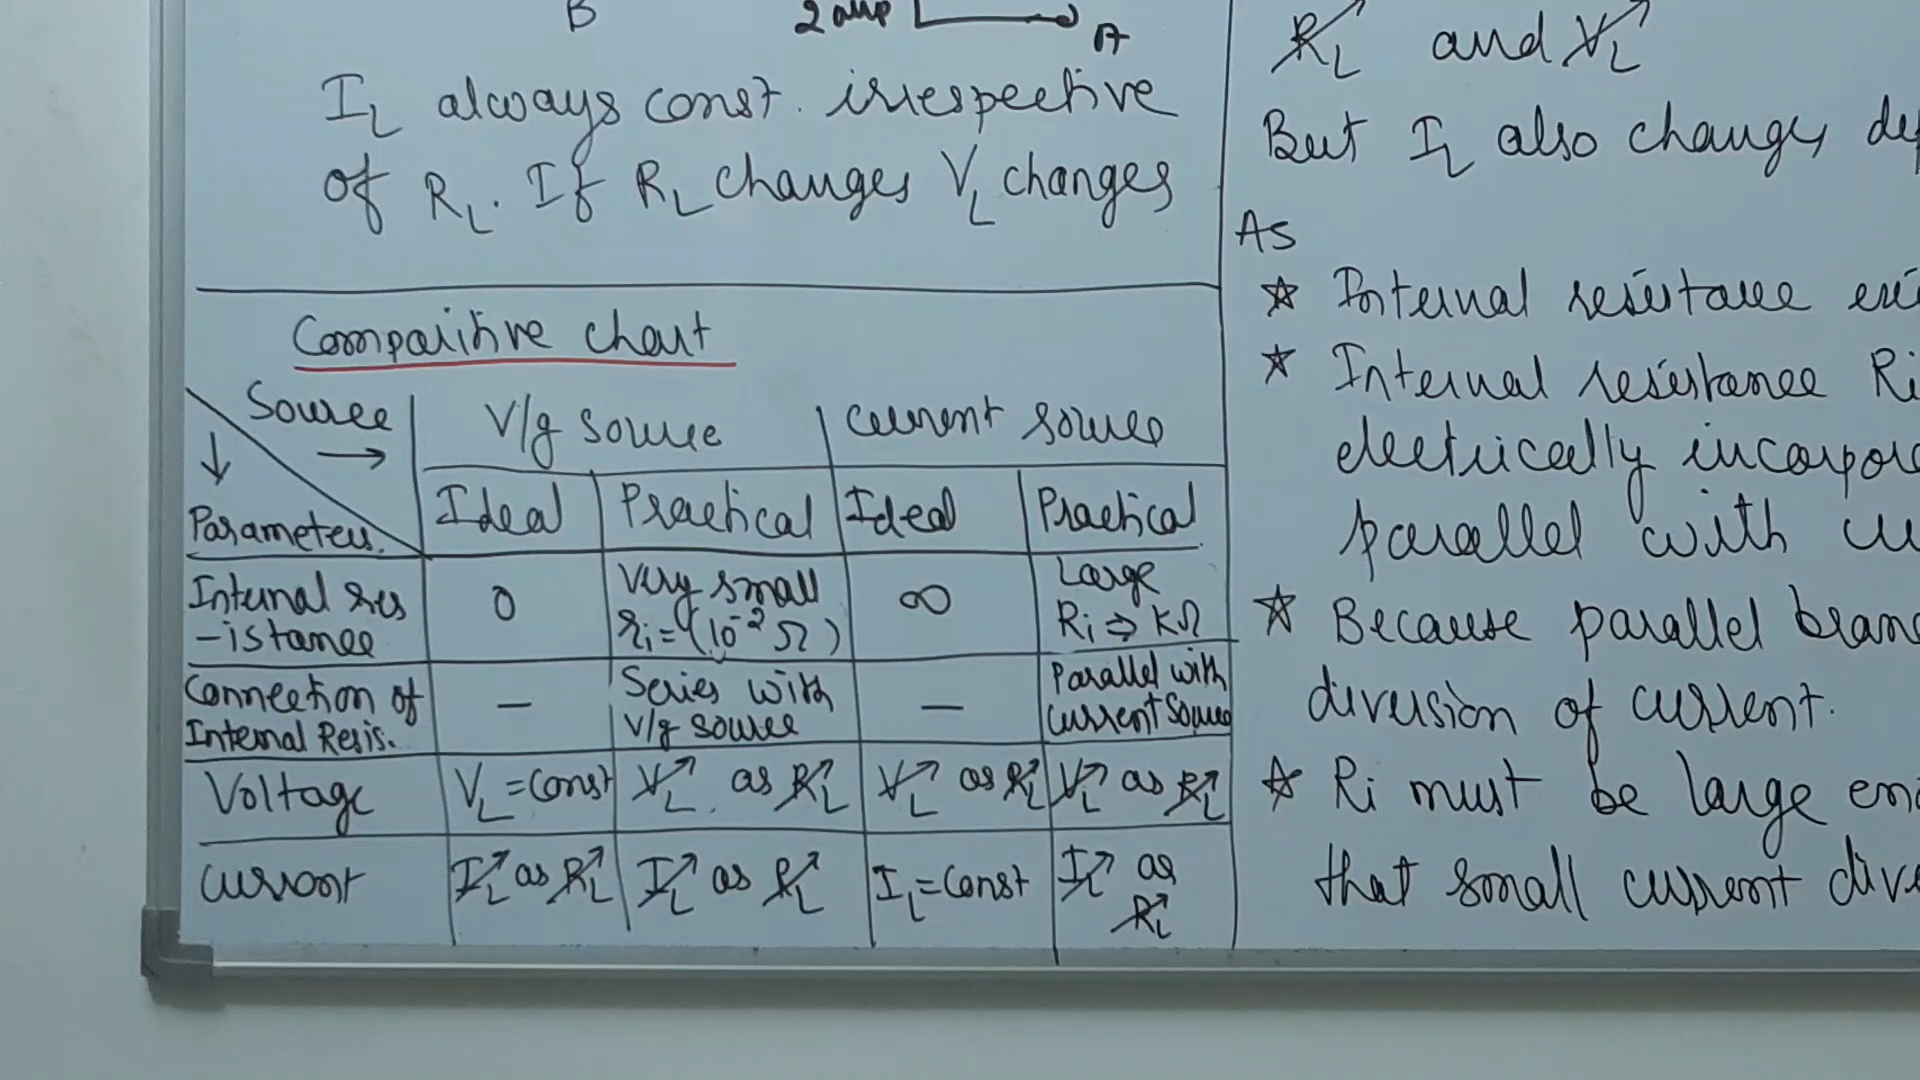 B 2 amp A
I_L always const. irrespective
of R_L. If R_L changes V_L changes
Comparitive chart
Source →
↓
Parameters.
V/g source
Current source
Ideal Practical Ideal Practical
Internal res
-istance
0
Very small
ri = (10⁻² Ω)
∞
Large
Ri ⇒ KΩ
Connection of
Internal Resis.
—
Series with
V/g source
—
Parallel with
Current Source
Voltage V_L = Const V_L↗ as R_L↗ V_L↗ as R_L↗ V_L↗ as R_L↗
Current I_L↗ as R_L↗ I_L↗ as R_L↗ I_L = Const I_L↗ as
R_L↗
R_L↗ and V_L↗
But I_L also changes
As
☆ Internal resistance
☆ Internal resistance Ri
electrically
parallel with
☆ Because parallel
division of current.
☆ Ri must be large
that small current